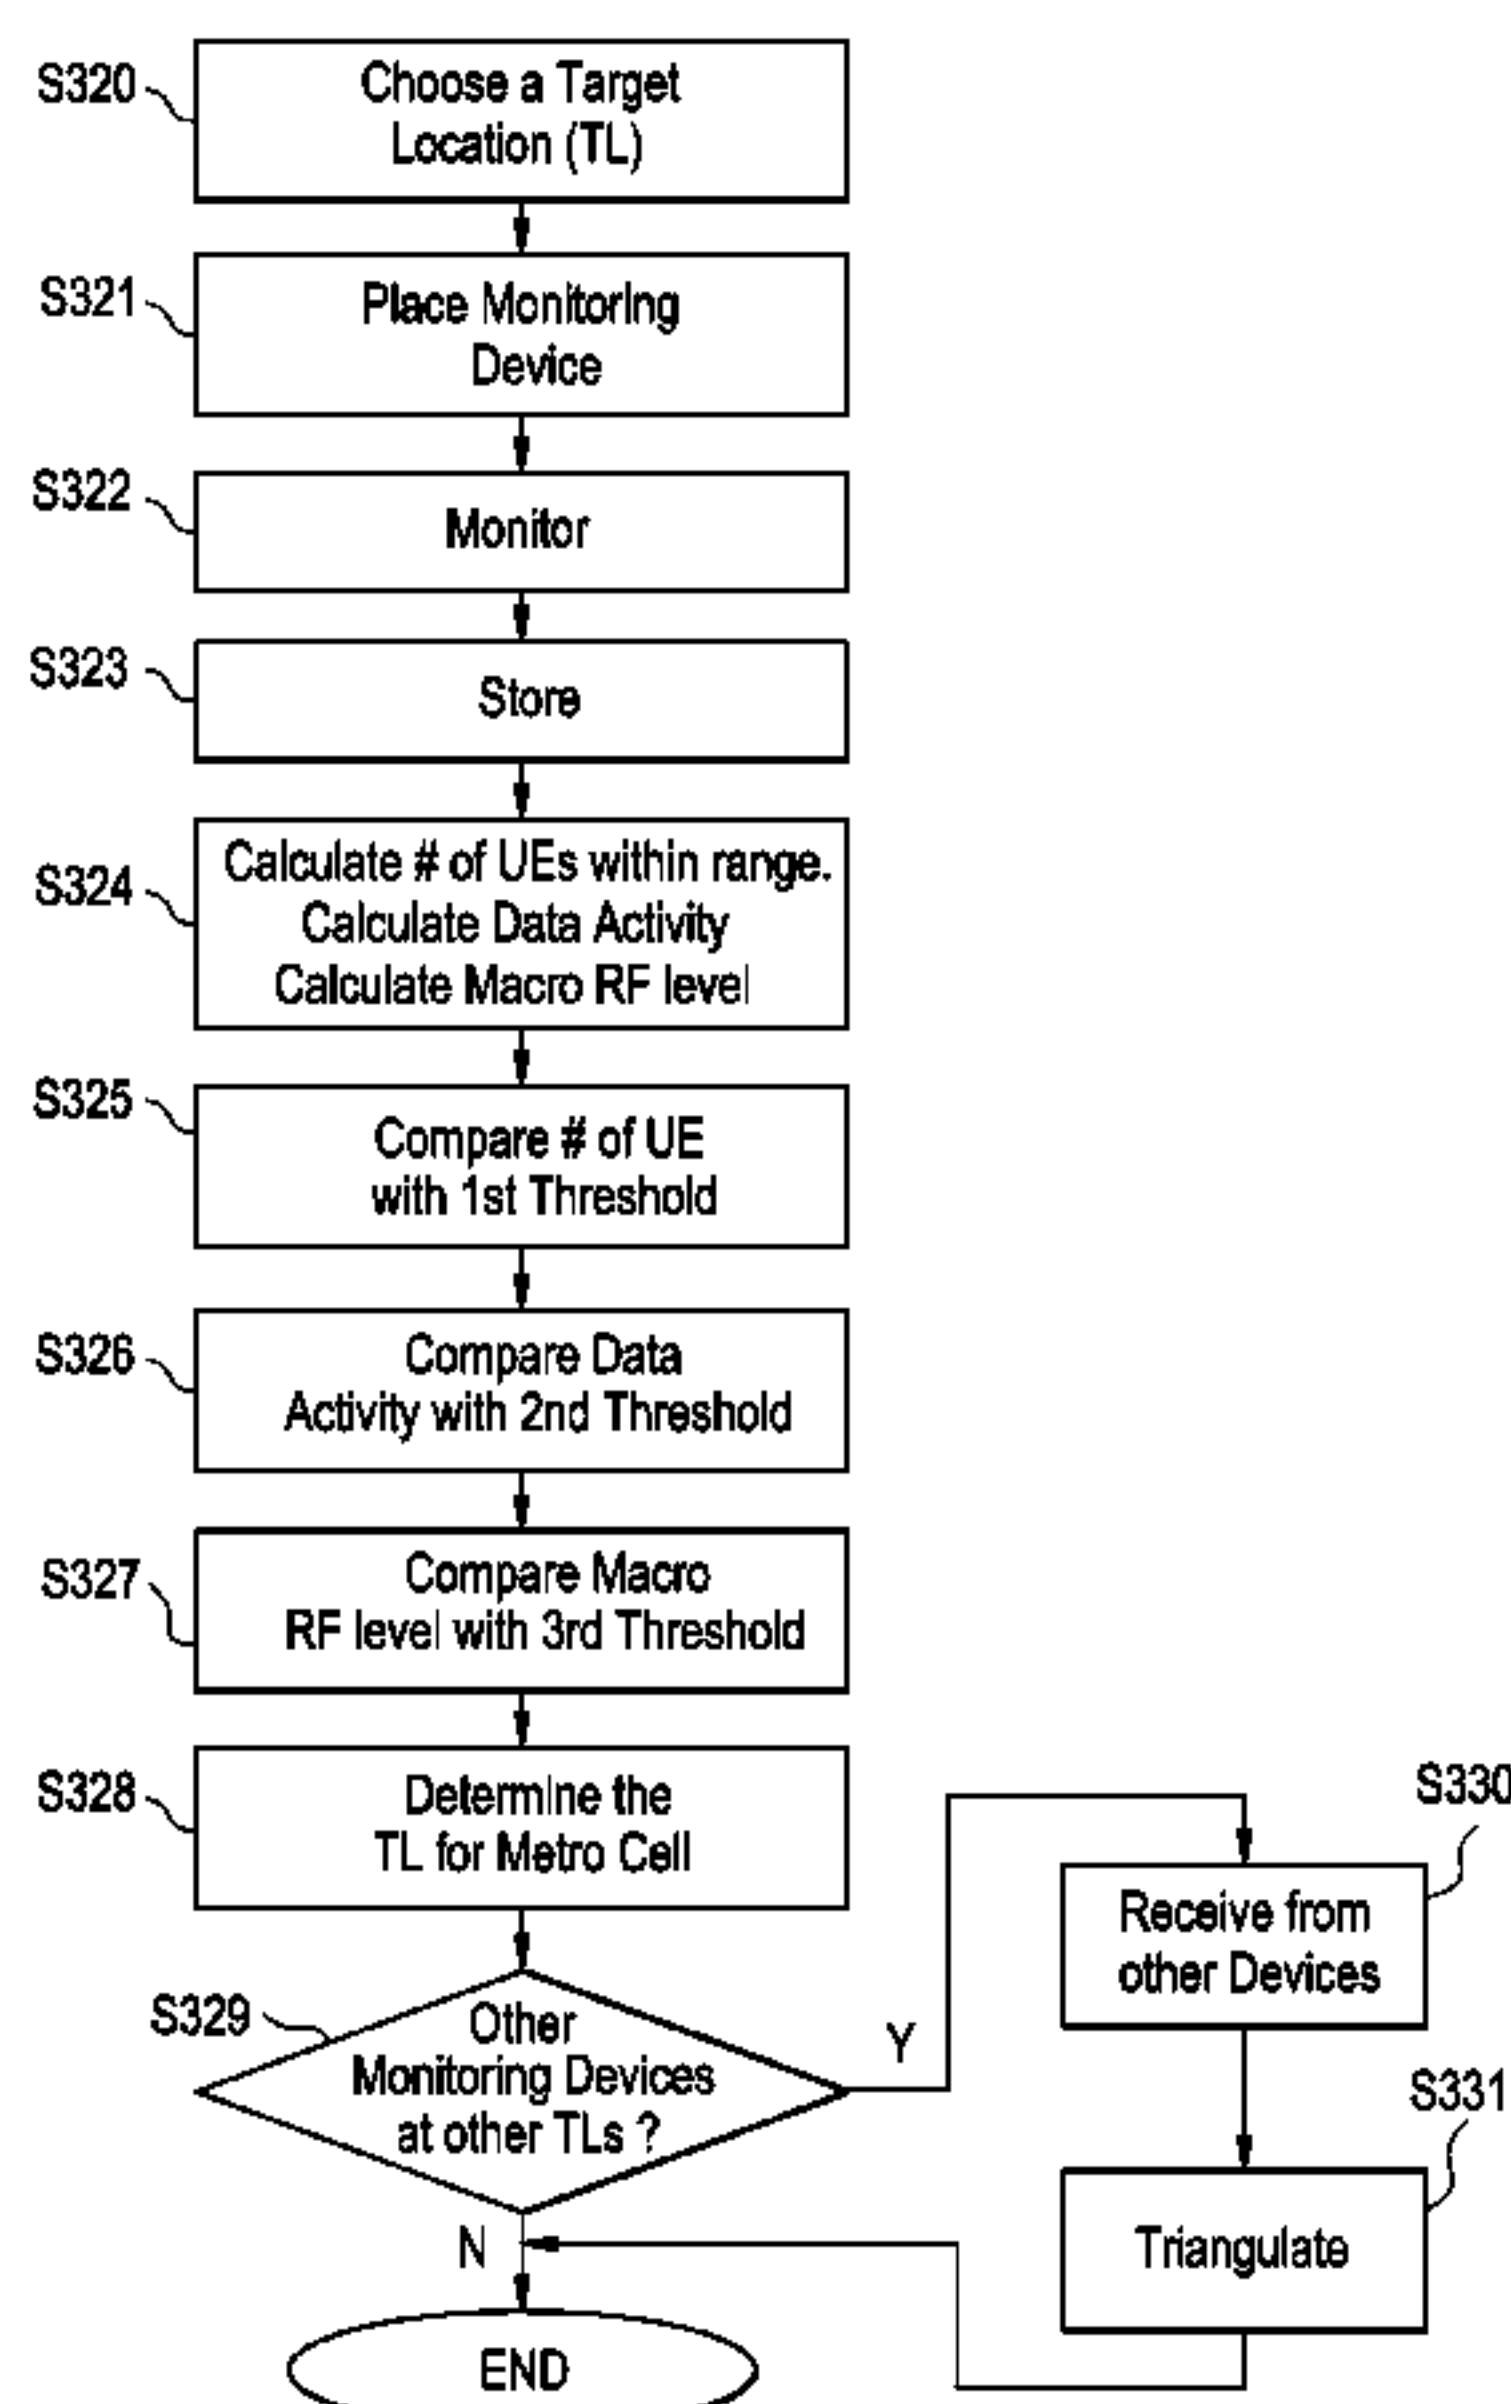 S320
Choose a Target
Location (TL)
S321
Place Monitoring
Device
S322
Monitor
S323
Store
S324
Calculate # of UEs within range.
Calculate Data Activity
Calculate Macro RF level
S325
Compare # of UE
with 1st Threshold
S326
Compare Data
Activity with 2nd Threshold
S327
Compare Macro
RF level with 3rd Threshold
S328
Determine the
TL for Metro Cell
S329
Other
Monitoring Devices
at other TLs ?
Y
N
S330
Receive from
other Devices
S331
Triangulate
END